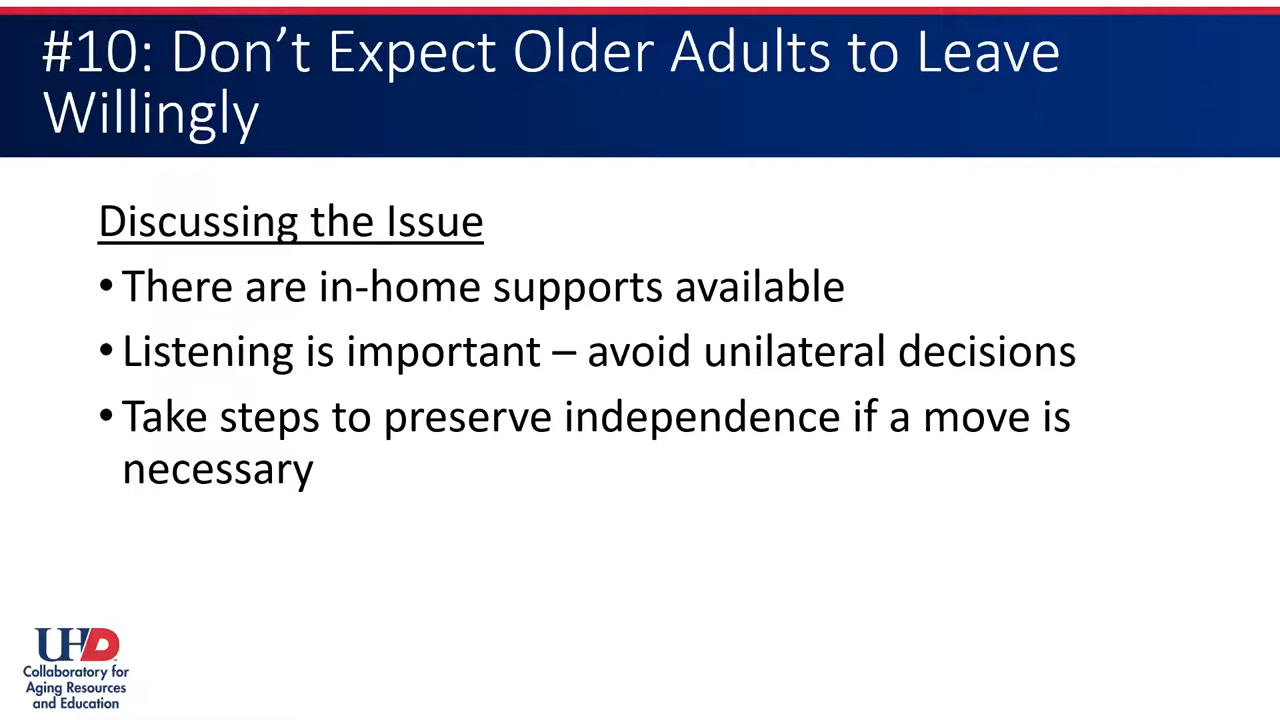 #10: Don’t Expect Older Adults to Leave
Willingly
Discussing the Issue
• There are in-home supports available
• Listening is important – avoid unilateral decisions
• Take steps to preserve independence if a move is
necessary
UHD
Collaboratory for
Aging Resources
and Education